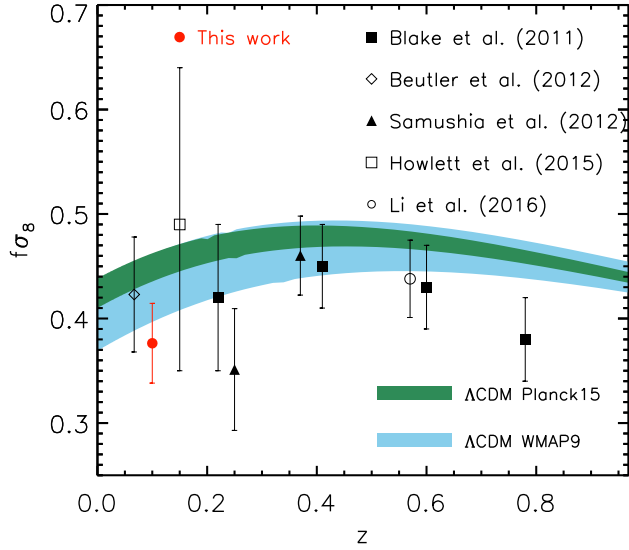 0.7
0.6
0.5
0.4
0.3
fσ8
This work
Blake et al. (2011)
Beutler et al. (2012)
Samushia et al. (2012)
Howlett et al. (2015)
Li et al. (2016)
ΛCDM Planck15
ΛCDM WMAP9
0.0 0.2 0.4 0.6 0.8
z